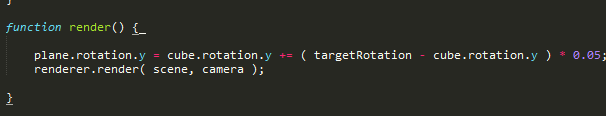 }
function render() {
plane.rotation.y = cube.rotation.y += ( targetRotation - cube.rotation.y ) * 0.05;
renderer.render( scene, camera );
}